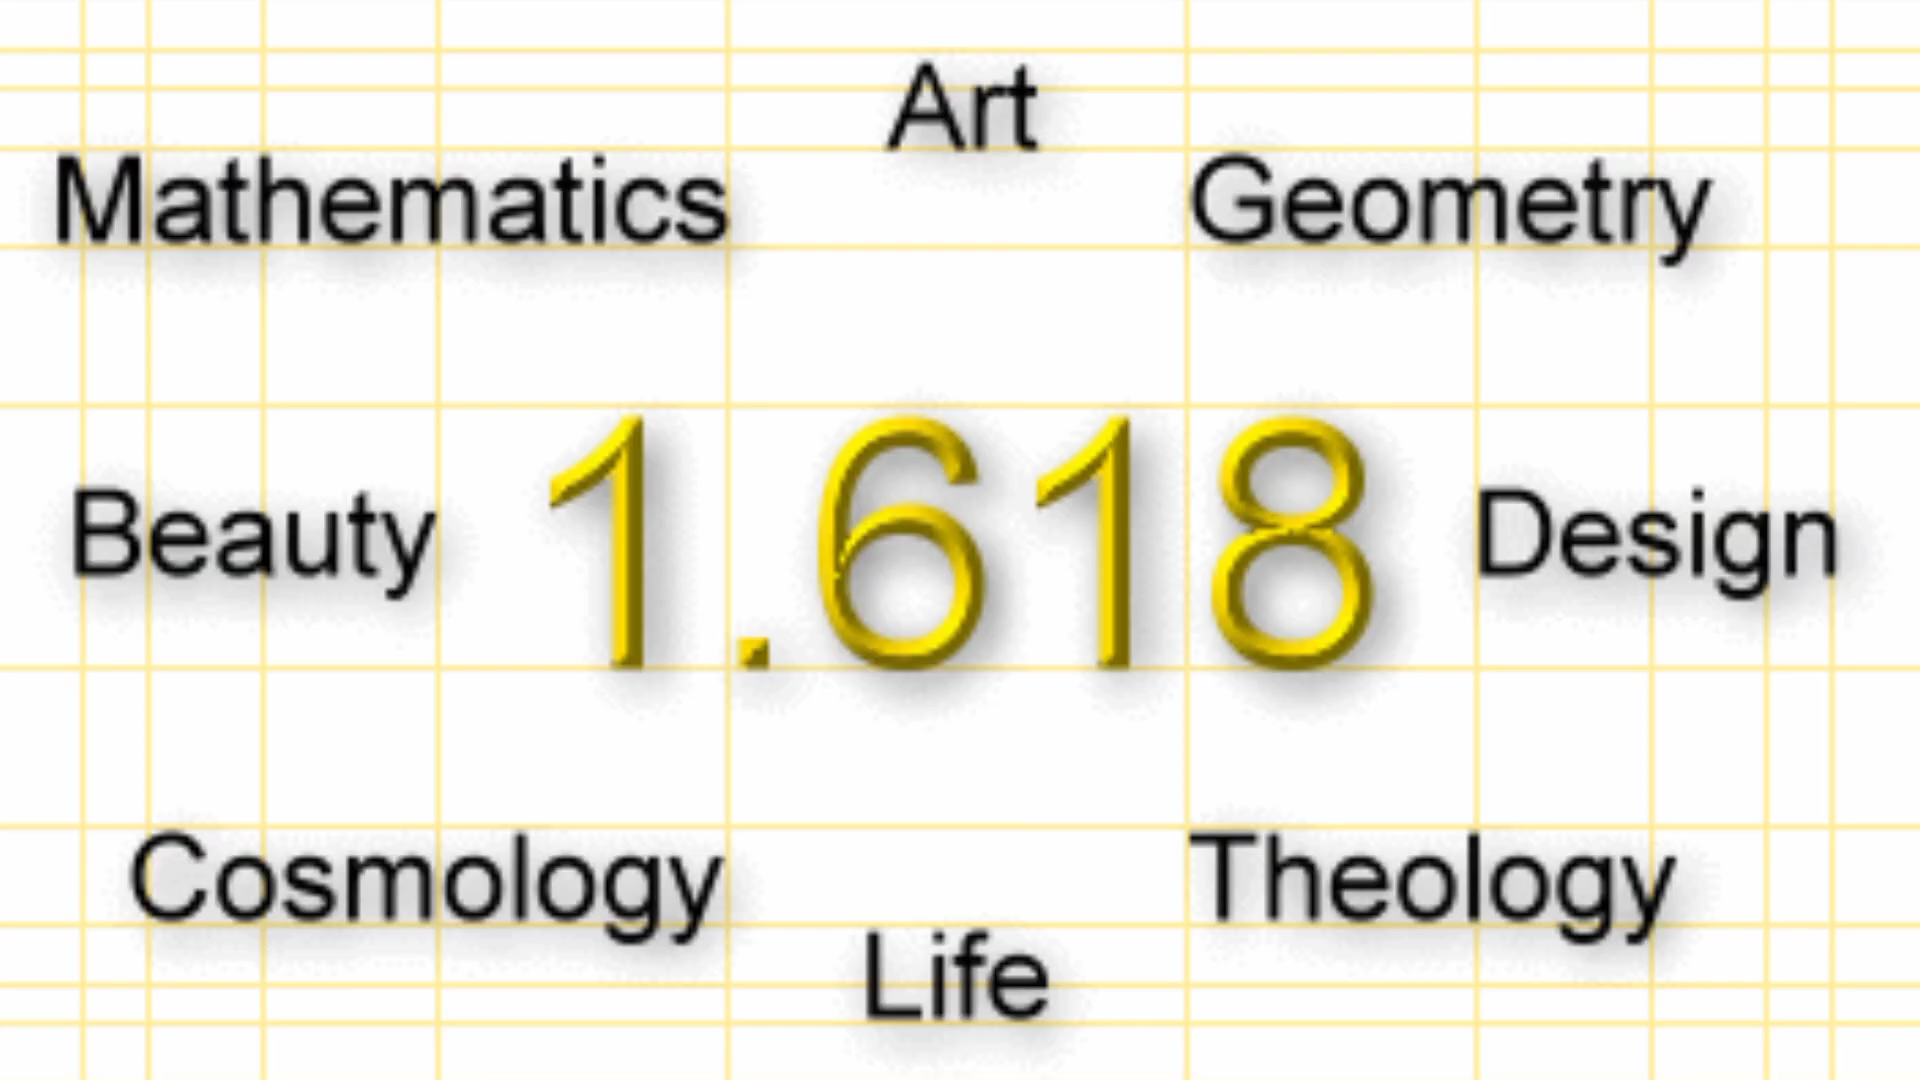 Art
Mathematics
Geometry
Beauty
1.618
Design
Cosmology
Theology
Life